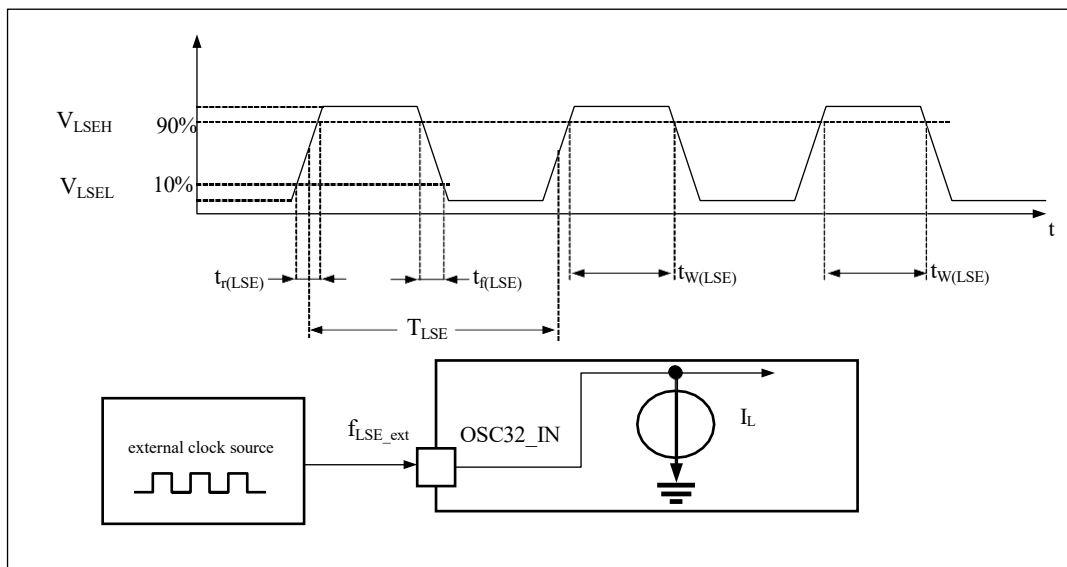 V_LSEH 90%
V_LSEL 10%
t
t_r(LSE) t_f(LSE) t_W(LSE) t_W(LSE)
T_LSE
external clock source
f_LSE_ext
OSC32_IN
I_L